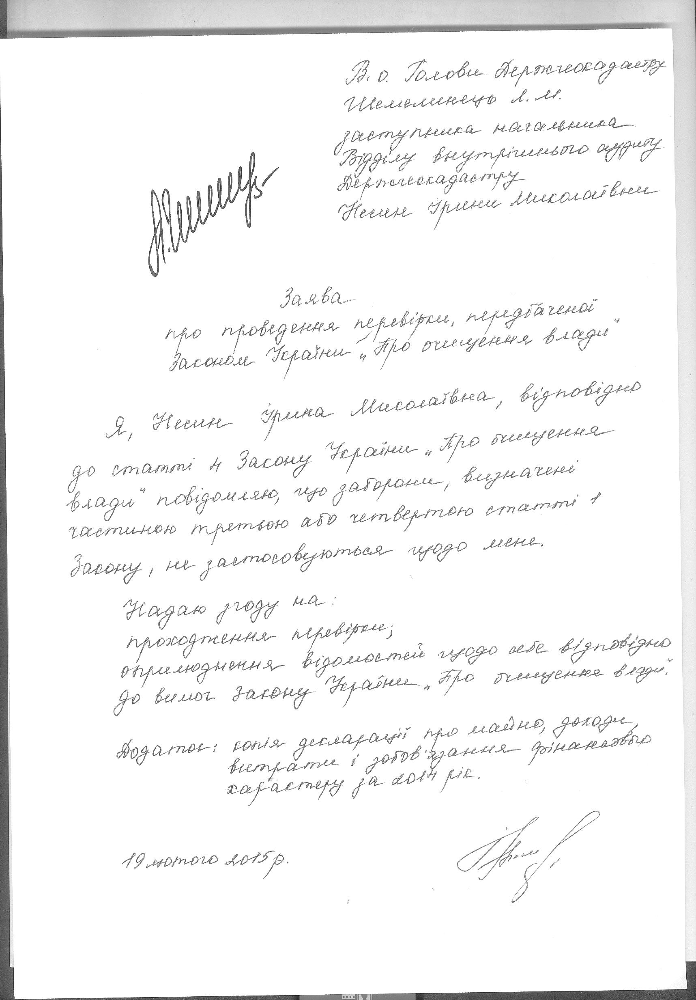 В.о. Голови Держгеокадастру
Шемелинець Л.М.
заступника начальника
Відділу внутрішнього аудиту
Держгеокадастру
Несин Ірини Миколаївни
Заява
про проведення перевірки, передбаченої
Законом України „Про очищення влади"
Я, Несин Ірина Миколаївна, відповідно
до статті 4 Закону України „Про очищення
влади" повідомляю, що заборони, визначені
частиною третьою або четвертою статті 1
Закону, не застосовуються щодо мене.
Надаю згоду на:
проходження перевірки;
оприлюднення відомостей щодо себе відповідно
до вимог Закону України „Про очищення влади".
Додаток: копія декларації про майно, доходи,
витрати і зобов'язання фінансового
характеру за 2014 рік.
19 лютого 2015 р.